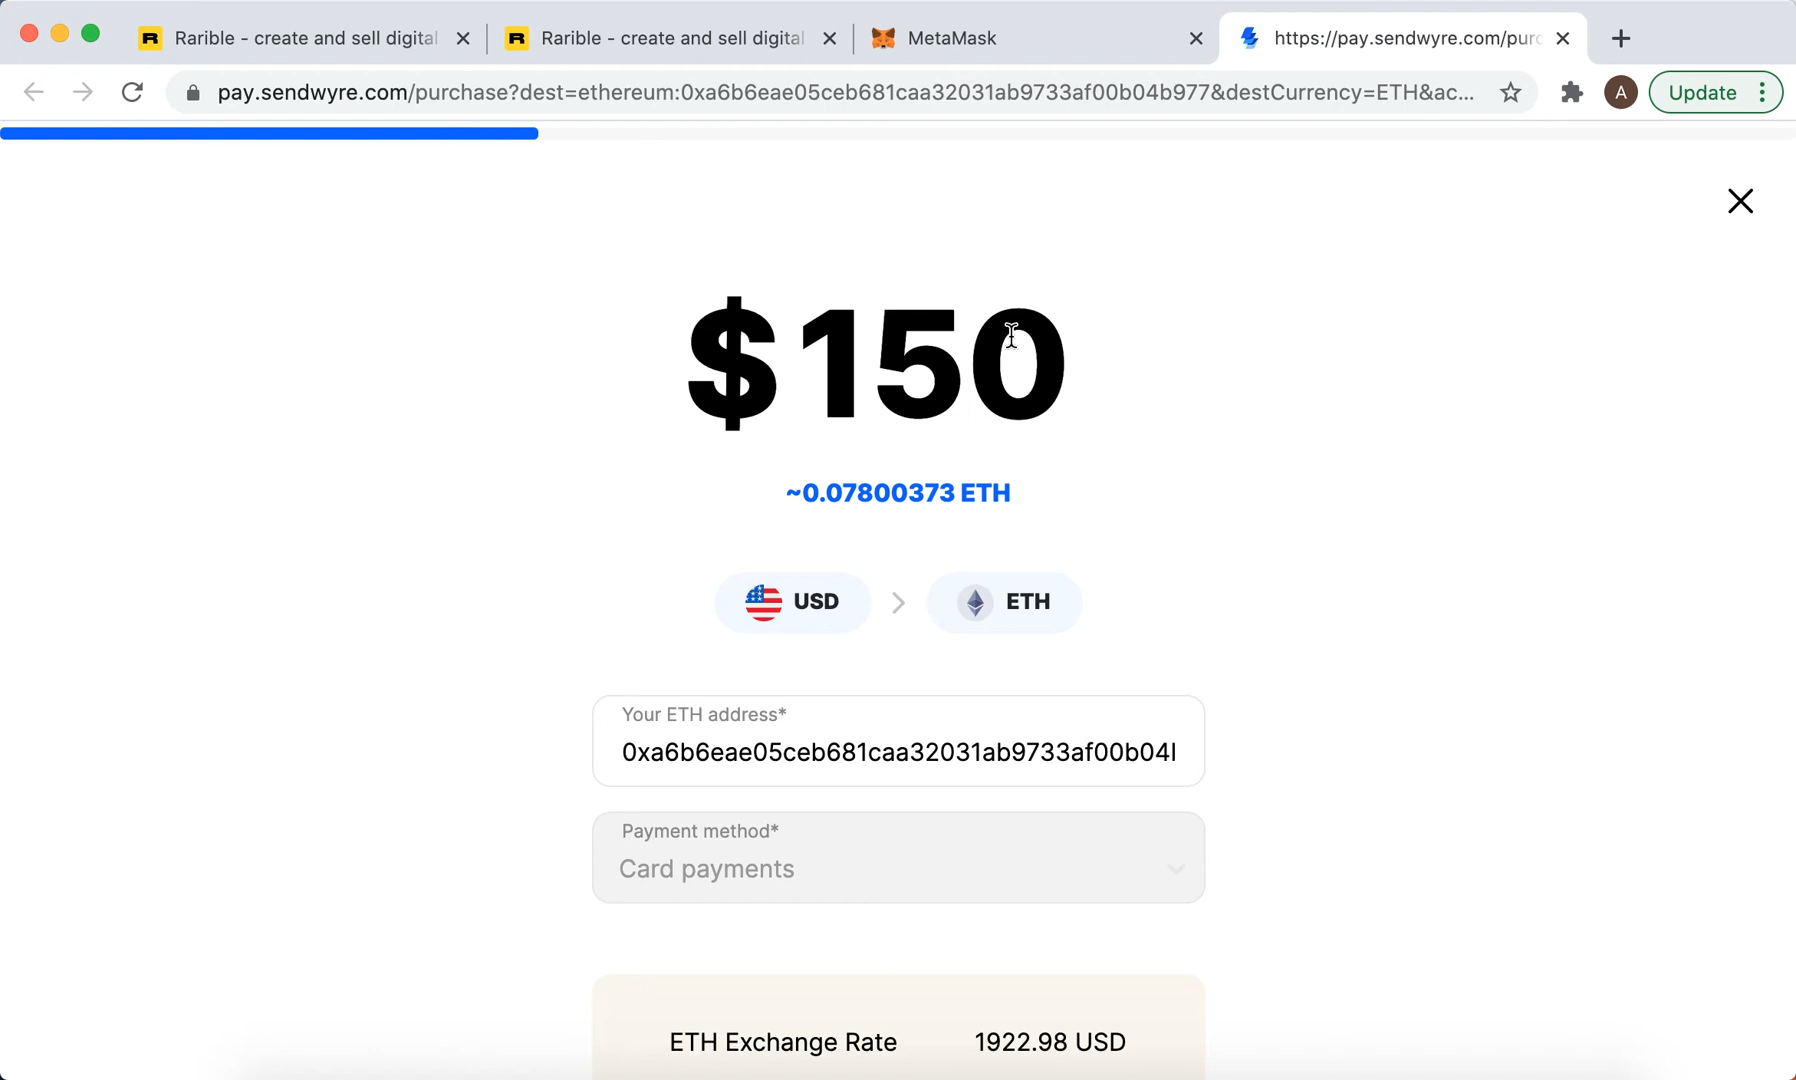 Rarible - create and sell digital
Rarible - create and sell digital
MetaMask
https://pay.sendwyre.com/purc
pay.sendwyre.com/purchase?dest=ethereum:0xa6b6eae05ceb681caa32031ab9733af00b04b977&destCurrency=ETH&ac...
A
Update
$150
~0.07800373 ETH
USD
ETH
Your ETH address*
0xa6b6eae05ceb681caa32031ab9733af00b04l
Payment method*
Card payments
ETH Exchange Rate 1922.98 USD